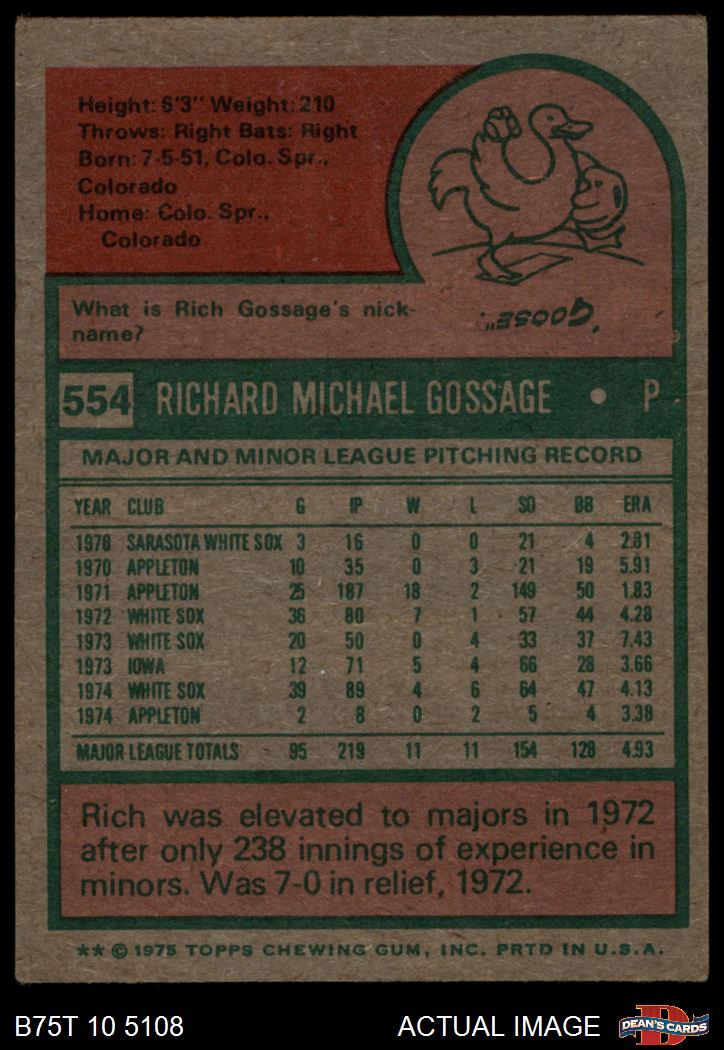 Height: 6'3" Weight: 210
Throws: Right Bats: Right
Born: 7-5-51, Colo. Spr.,
Colorado
Home: Colo. Spr.,
Colorado
What is Rich Gossage's nick-
name?
"Goose"
554 RICHARD MICHAEL GOSSAGE • P
MAJOR AND MINOR LEAGUE PITCHING RECORD
YEAR CLUB G IP W L SO BB ERA
1970 SARASOTA WHITE SOX 3 16 0 0 21 4 2.81
1970 APPLETON 10 35 0 3 21 19 5.91
1971 APPLETON 25 187 18 2 149 50 1.83
1972 WHITE SOX 36 80 7 1 57 44 4.28
1973 WHITE SOX 20 50 0 4 33 37 7.43
1973 IOWA 12 71 5 4 66 28 3.66
1974 WHITE SOX 39 89 4 6 64 47 4.13
1974 APPLETON 2 8 0 2 5 4 3.38
MAJOR LEAGUE TOTALS 95 219 11 11 154 128 4.93
Rich was elevated to majors in 1972
after only 238 innings of experience in
minors. Was 7-0 in relief, 1972.
** © 1975 TOPPS CHEWING GUM, INC. PRTD IN U.S.A.
B75T 10 5108 ACTUAL IMAGE
D
DEAN'S CARDS